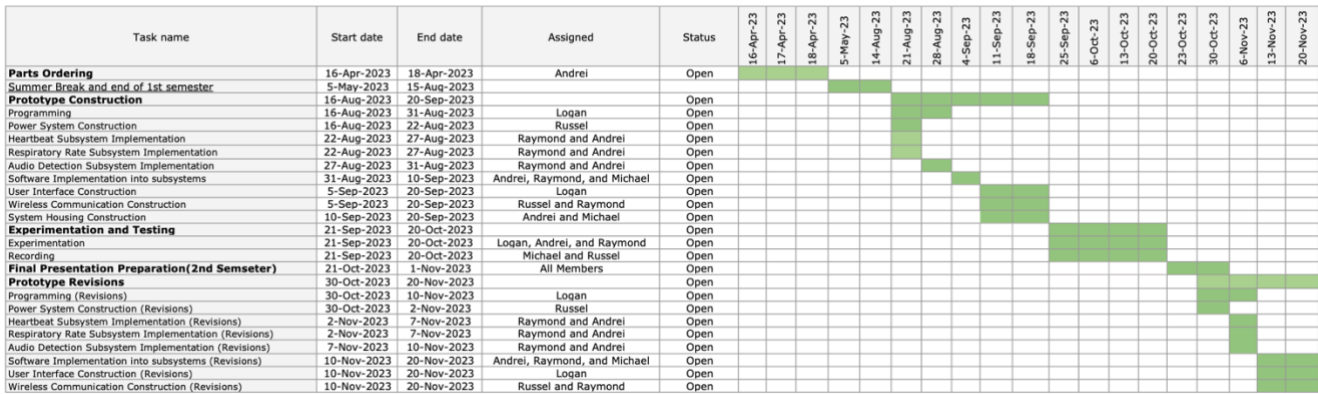 Task name Start date End date Assigned Status 16-Apr-23 17-Apr-23 18-Apr-23 5-May-23 14-Aug-23 21-Aug-23 28-Aug-23 4-Sep-23 11-Sep-23 18-Sep-23 25-Sep-23 6-Oct-23 13-Oct-23 20-Oct-23 23-Oct-23 30-Oct-23 6-Nov-23 13-Nov-23 20-Nov-23
Parts Ordering 16-Apr-2023 18-Apr-2023 Andrei Open
Summer Break and end of 1st semester 5-May-2023 15-Aug-2023
Prototype Construction 16-Aug-2023 20-Sep-2023 Open
Programming 16-Aug-2023 31-Aug-2023 Logan Open
Power System Construction 16-Aug-2023 22-Aug-2023 Russel Open
Heartbeat Subsystem Implementation 22-Aug-2023 27-Aug-2023 Raymond and Andrei Open
Respiratory Rate Subsystem Implementation 22-Aug-2023 27-Aug-2023 Raymond and Andrei Open
Audio Detection Subsystem Implementation 27-Aug-2023 31-Aug-2023 Raymond and Andrei Open
Software Implementation into subsystems 31-Aug-2023 10-Sep-2023 Andrei, Raymond, and Michael Open
User Interface Construction 5-Sep-2023 20-Sep-2023 Logan Open
Wireless Communication Construction 5-Sep-2023 20-Sep-2023 Russel and Raymond Open
System Housing Construction 10-Sep-2023 20-Sep-2023 Andrei and Michael Open
Experimentation and Testing 21-Sep-2023 20-Oct-2023 Open
Experimentation 21-Sep-2023 20-Oct-2023 Logan, Andrei, and Raymond Open
Recording 21-Sep-2023 20-Oct-2023 Michael and Russel Open
Final Presentation Preparation(2nd Semseter) 21-Oct-2023 1-Nov-2023 All Members Open
Prototype Revisions 30-Oct-2023 20-Nov-2023 Open
Programming (Revisions) 30-Oct-2023 10-Nov-2023 Logan Open
Power System Construction (Revisions) 30-Oct-2023 2-Nov-2023 Russel Open
Heartbeat Subsystem Implementation (Revisions) 2-Nov-2023 7-Nov-2023 Raymond and Andrei Open
Respiratory Rate Subsystem Implementation (Revisions) 2-Nov-2023 7-Nov-2023 Raymond and Andrei Open
Audio Detection Subsystem Implementation (Revisions) 7-Nov-2023 10-Nov-2023 Raymond and Andrei Open
Software Implementation into subsystems (Revisions) 10-Nov-2023 20-Nov-2023 Andrei, Raymond, and Michael Open
User Interface Construction (Revisions) 10-Nov-2023 20-Nov-2023 Logan Open
Wireless Communication Construction (Revisions) 10-Nov-2023 20-Nov-2023 Russel and Raymond Open